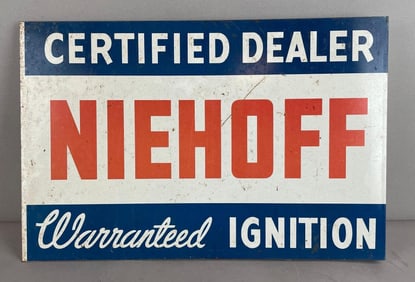 CERTIFIED DEALER
NIEHOFF
Warranteed IGNITION